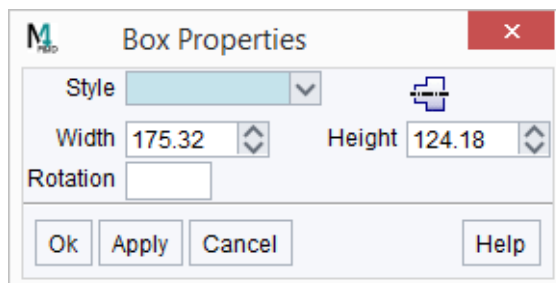 Box Properties
Style
Width 175.32 Height 124.18
Rotation
Ok Apply Cancel Help